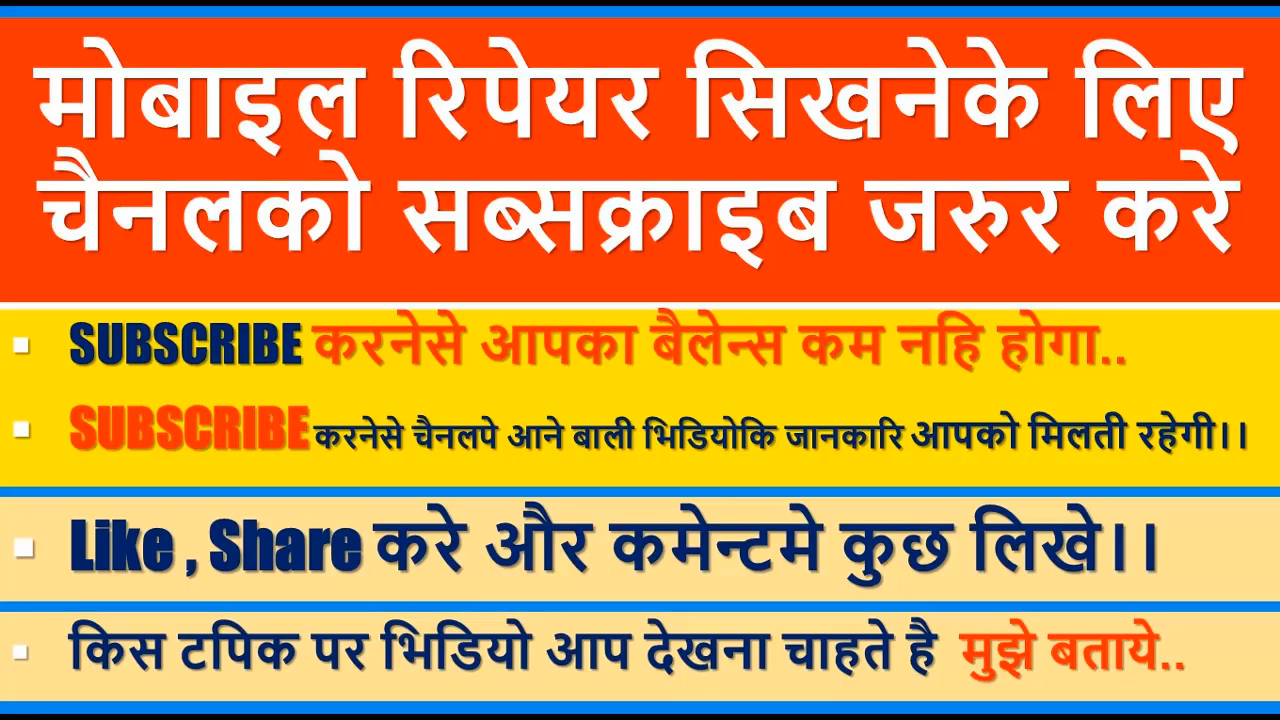 मोबाइल रिपेयर सिखनेके लिए
चैनलको सब्सक्राइब जरुर करे
SUBSCRIBE करनेसे आपका बैलेन्स कम नहि होगा..
SUBSCRIBE करनेसे चैनलपे आने बाली भिडियोकि जानकारि आपको मिलती रहेगी।।
Like , Share करे और कमेन्टमे कुछ लिखे।।
किस टपिक पर भिडियो आप देखना चाहते है मुझे बताये..